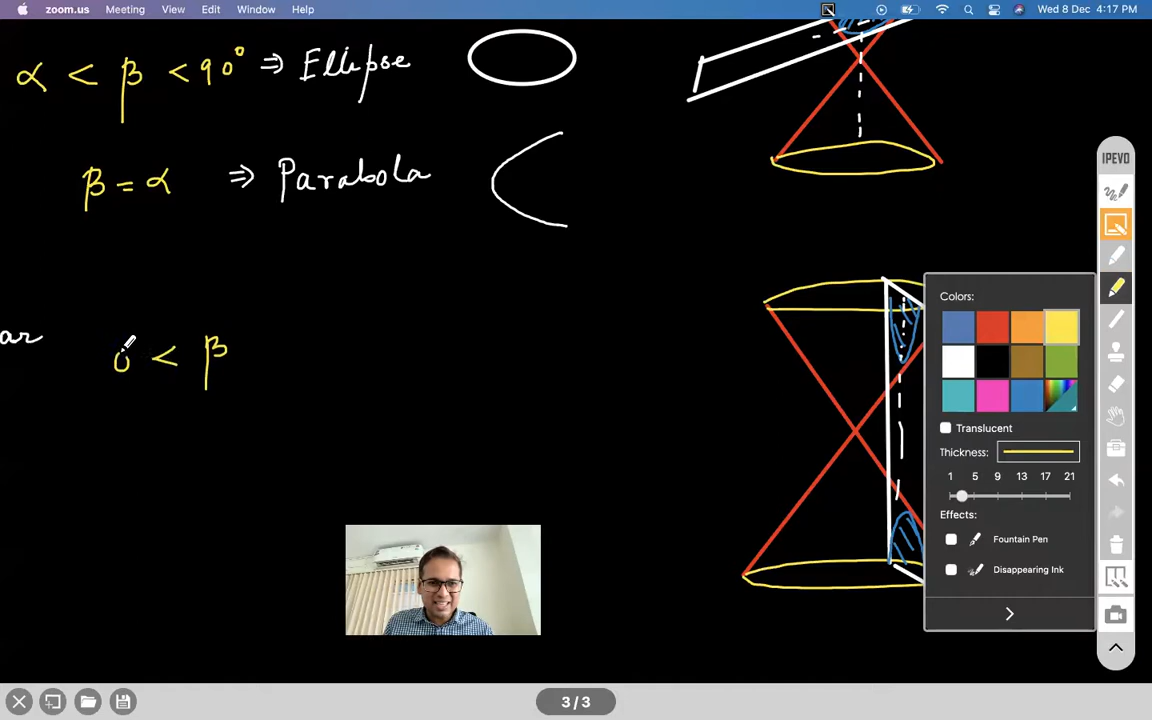 zoom.us Meeting View Edit Window Help Wed 8 Dec 4:17 PM
α < β < 90° ⇒ Ellipse
β = α ⇒ Parabola
ar 0 < β
IPEVO
Colors:
Translucent
Thickness:
1 5 9 13 17 21
Effects:
Fountain Pen
Disappearing Ink
3/3